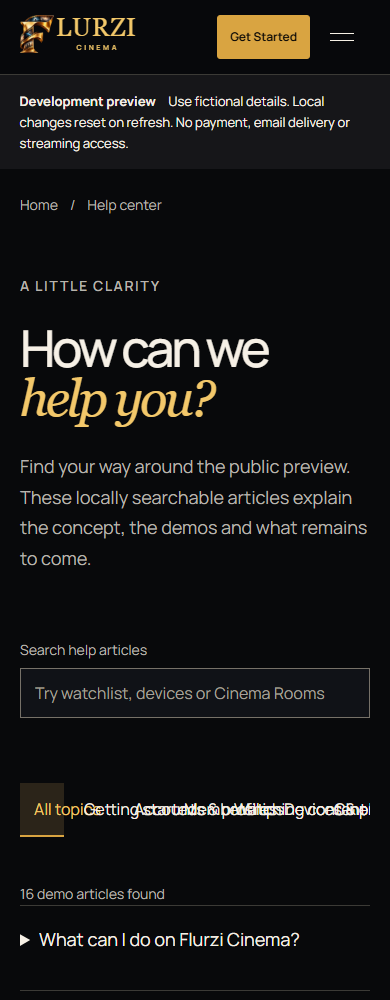 FLURZI
CINEMA
Get Started
Development preview Use fictional details. Local
changes reset on refresh. No payment, email delivery or
streaming access.
Home / Help center
A LITTLE CLARITY
How can we
help you?
Find your way around the public preview.
These locally searchable articles explain
the concept, the demos and what remains
to come.
Search help articles
Try watchlist, devices or Cinema Rooms
All topics Getting started
16 demo articles found
What can I do on Flurzi Cinema?